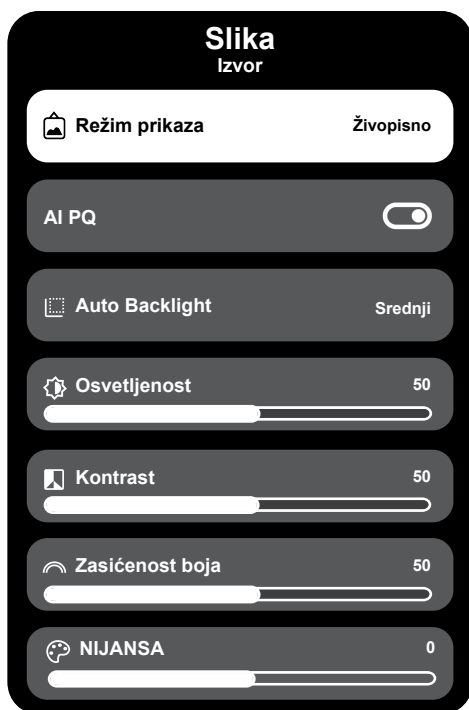 Slika
Izvor
Režim prikaza Živopisno
AI PQ
Auto Backlight Srednji
Osvetljenost 50
Kontrast 50
Zasićenost boja 50
NIJANSA 0